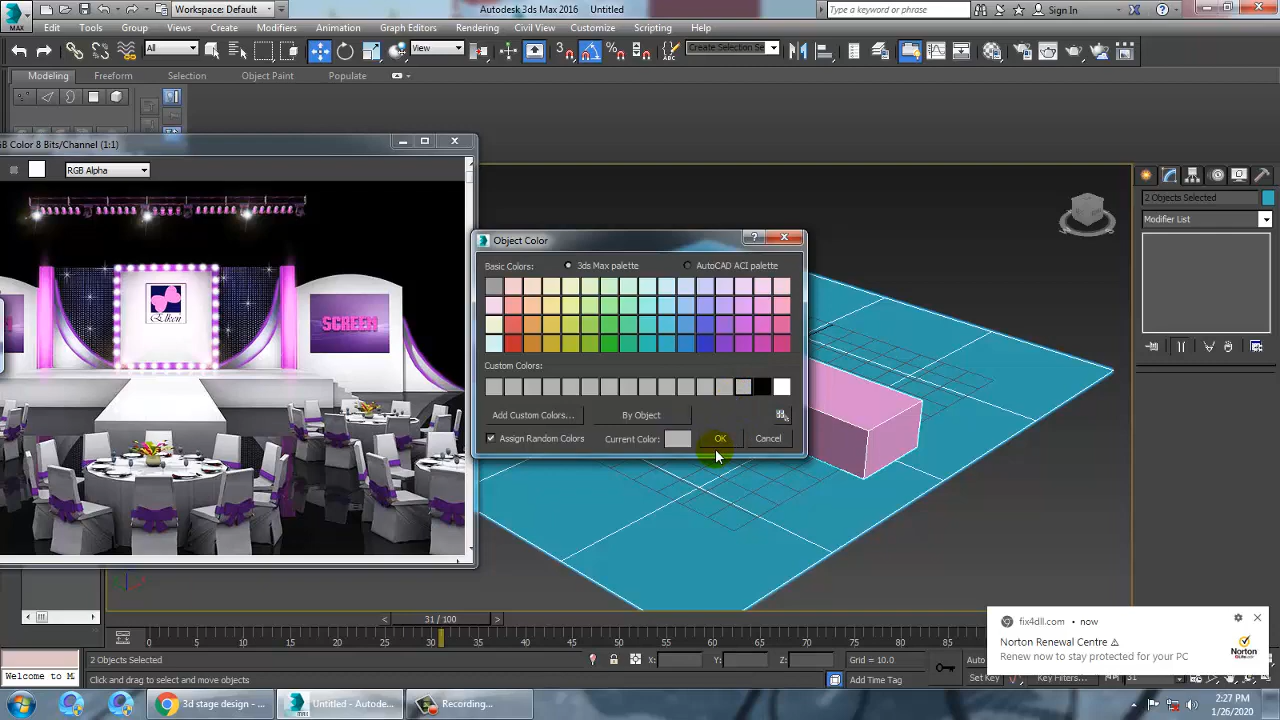 Workspace: Default
Autodesk 3ds Max 2016 Untitled
Type a keyword or phrase
Sign In
MAX
Edit Tools Group Views Create Modifiers Animation Graph Editors Rendering Civil View Customize Scripting Help
All
View
Create Selection Se
Modeling Freeform Selection Object Paint Populate
GB Color 8 Bits/Channel (1:1)
RGB Alpha
Elken
SCREEN
Object Color
Basic Colors: 3ds Max palette AutoCAD ACI palette
Custom Colors:
Add Custom Colors... By Object
Assign Random Colors Current Color: OK Cancel
2 Objects Selected
Modifier List
31 / 100
0 5 10 15 20 25 30 35 40 45 50 55 60 65 70 75 80 85 90
2 Objects Selected X: Y: Z: Grid = 10.0
Welcome to M Click and drag to select and move objects Add Time Tag
Set Key Key Filters... 31
fix4dll.com • now
Norton Renewal Centre ⚠
Renew now to stay protected for your PC
Norton
3d stage design - ... Untitled - Autode... Recording...
2:27 PM
1/26/2020